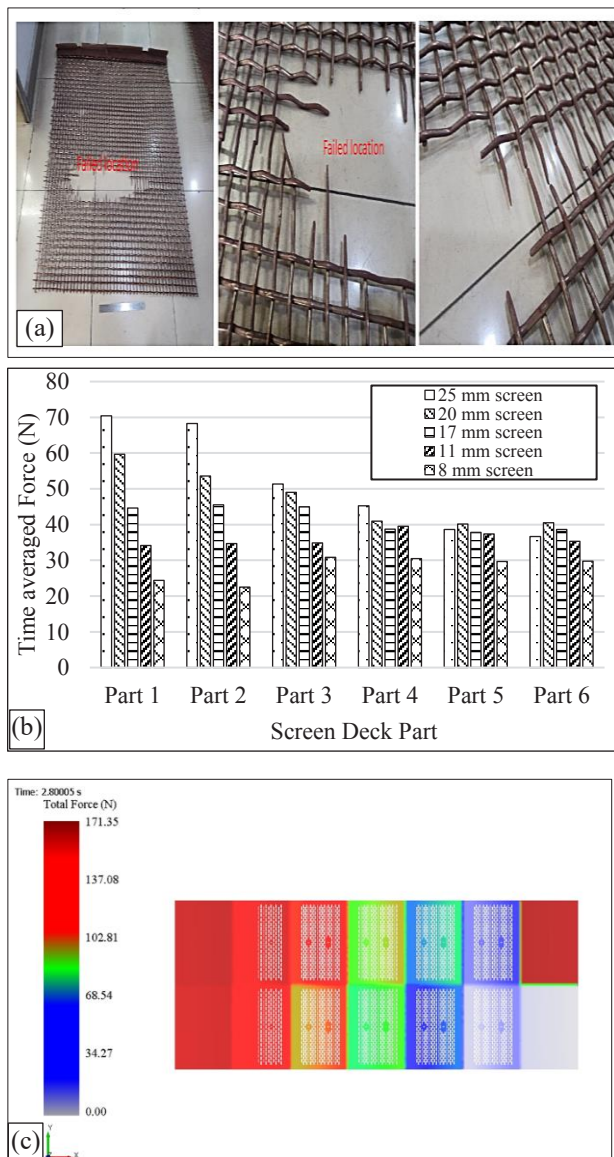 Failed location
Failed location
(a)
80
70
60
50
40
30
20
10
0
Time averaged Force (N)
25 mm screen
20 mm screen
17 mm screen
11 mm screen
8 mm screen
Part 1 Part 2 Part 3 Part 4 Part 5 Part 6
Screen Deck Part
(b)
Time: 2.80005 s
Total Force (N)
171.35
137.08
102.81
68.54
34.27
0.00
(c)
Y
X